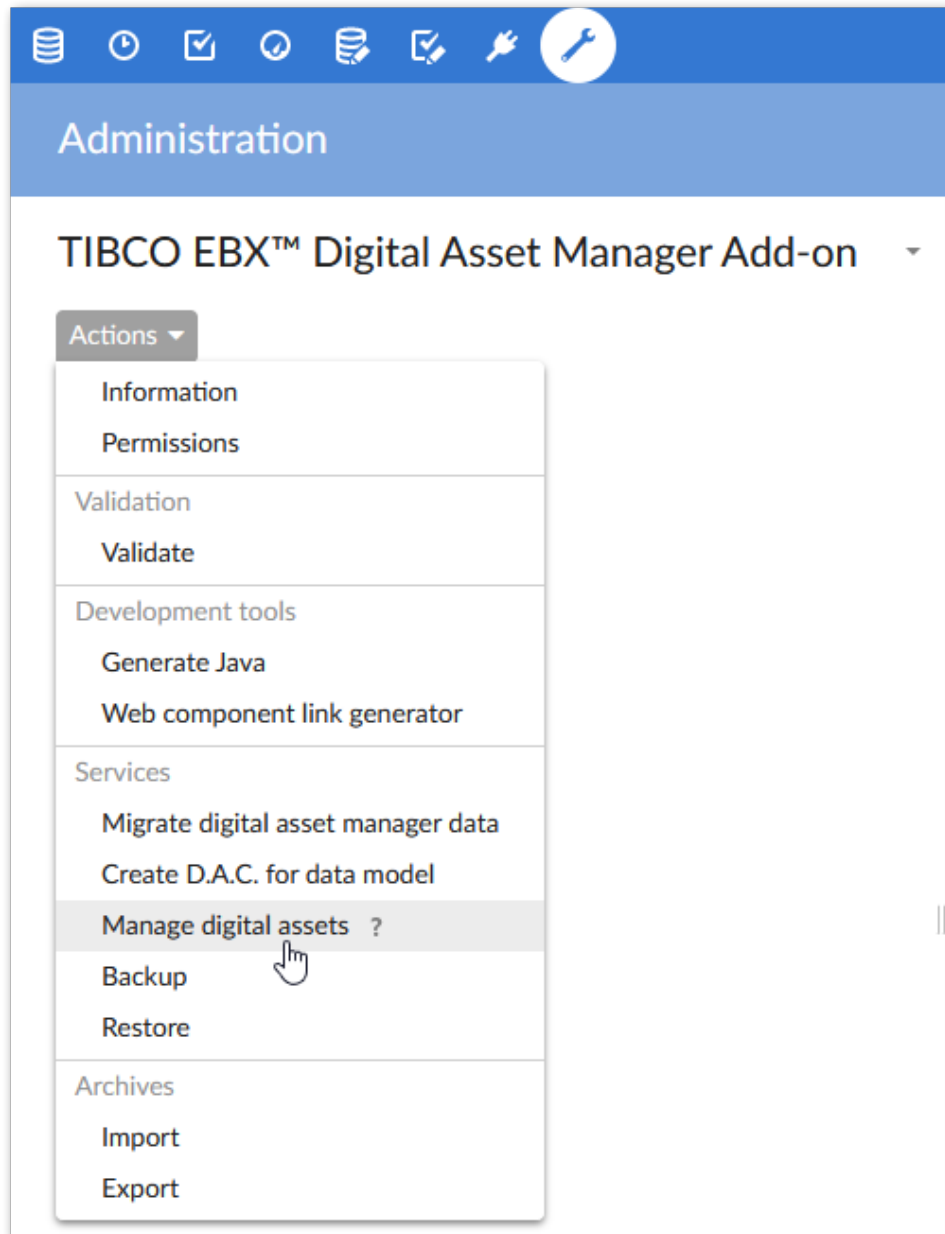 Administration
TIBCO EBX™ Digital Asset Manager Add-on
Actions
Information
Permissions
Validation
Validate
Development tools
Generate Java
Web component link generator
Services
Migrate digital asset manager data
Create D.A.C. for data model
Manage digital assets ?
Backup
Restore
Archives
Import
Export